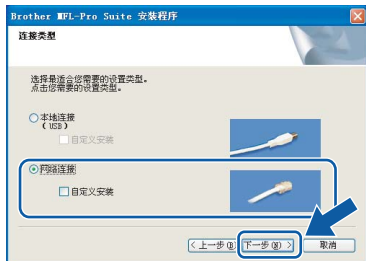 Brother MFL-Pro Suite 安装程序
连接类型
选择最适合您需要的设置类型。
点击您需要的设置类型。
本地连接
(USB)
自定义安装
网络连接
自定义安装
< 上一步(B) 下一步(N) > 取消